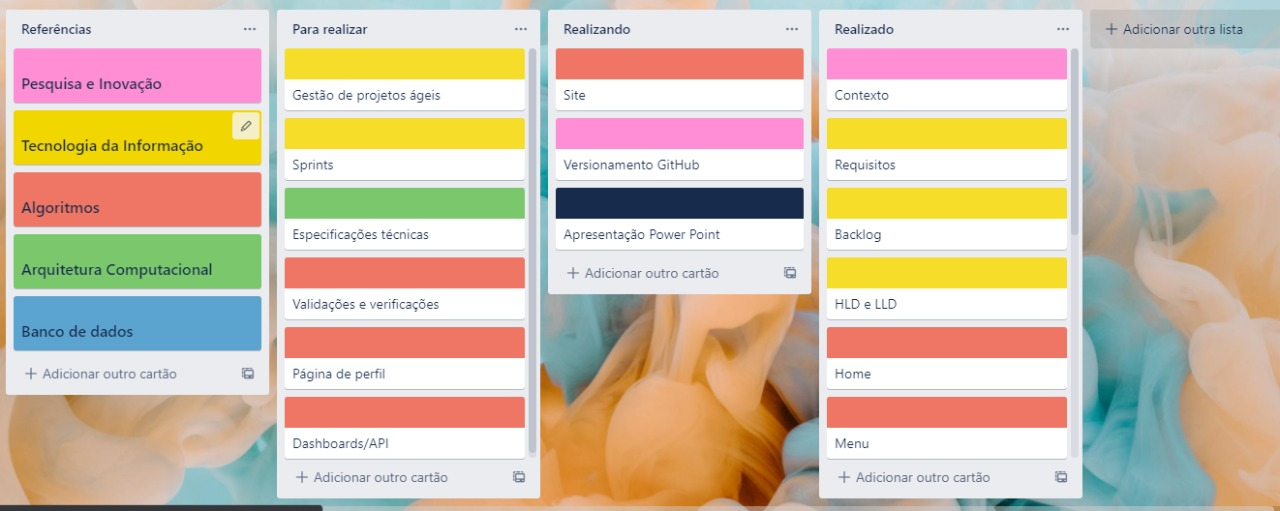 Referências
Pesquisa e Inovação
Tecnologia da Informação
Algoritmos
Arquitetura Computacional
Banco de dados
+ Adicionar outro cartão
Para realizar
Gestão de projetos ágeis
Sprints
Especificações técnicas
Validações e verificações
Página de perfil
Dashboards/API
+ Adicionar outro cartão
Realizando
Site
Versionamento GitHub
Apresentação Power Point
+ Adicionar outro cartão
Realizado
Contexto
Requisitos
Backlog
HLD e LLD
Home
Menu
+ Adicionar outro cartão
+ Adicionar outra lista